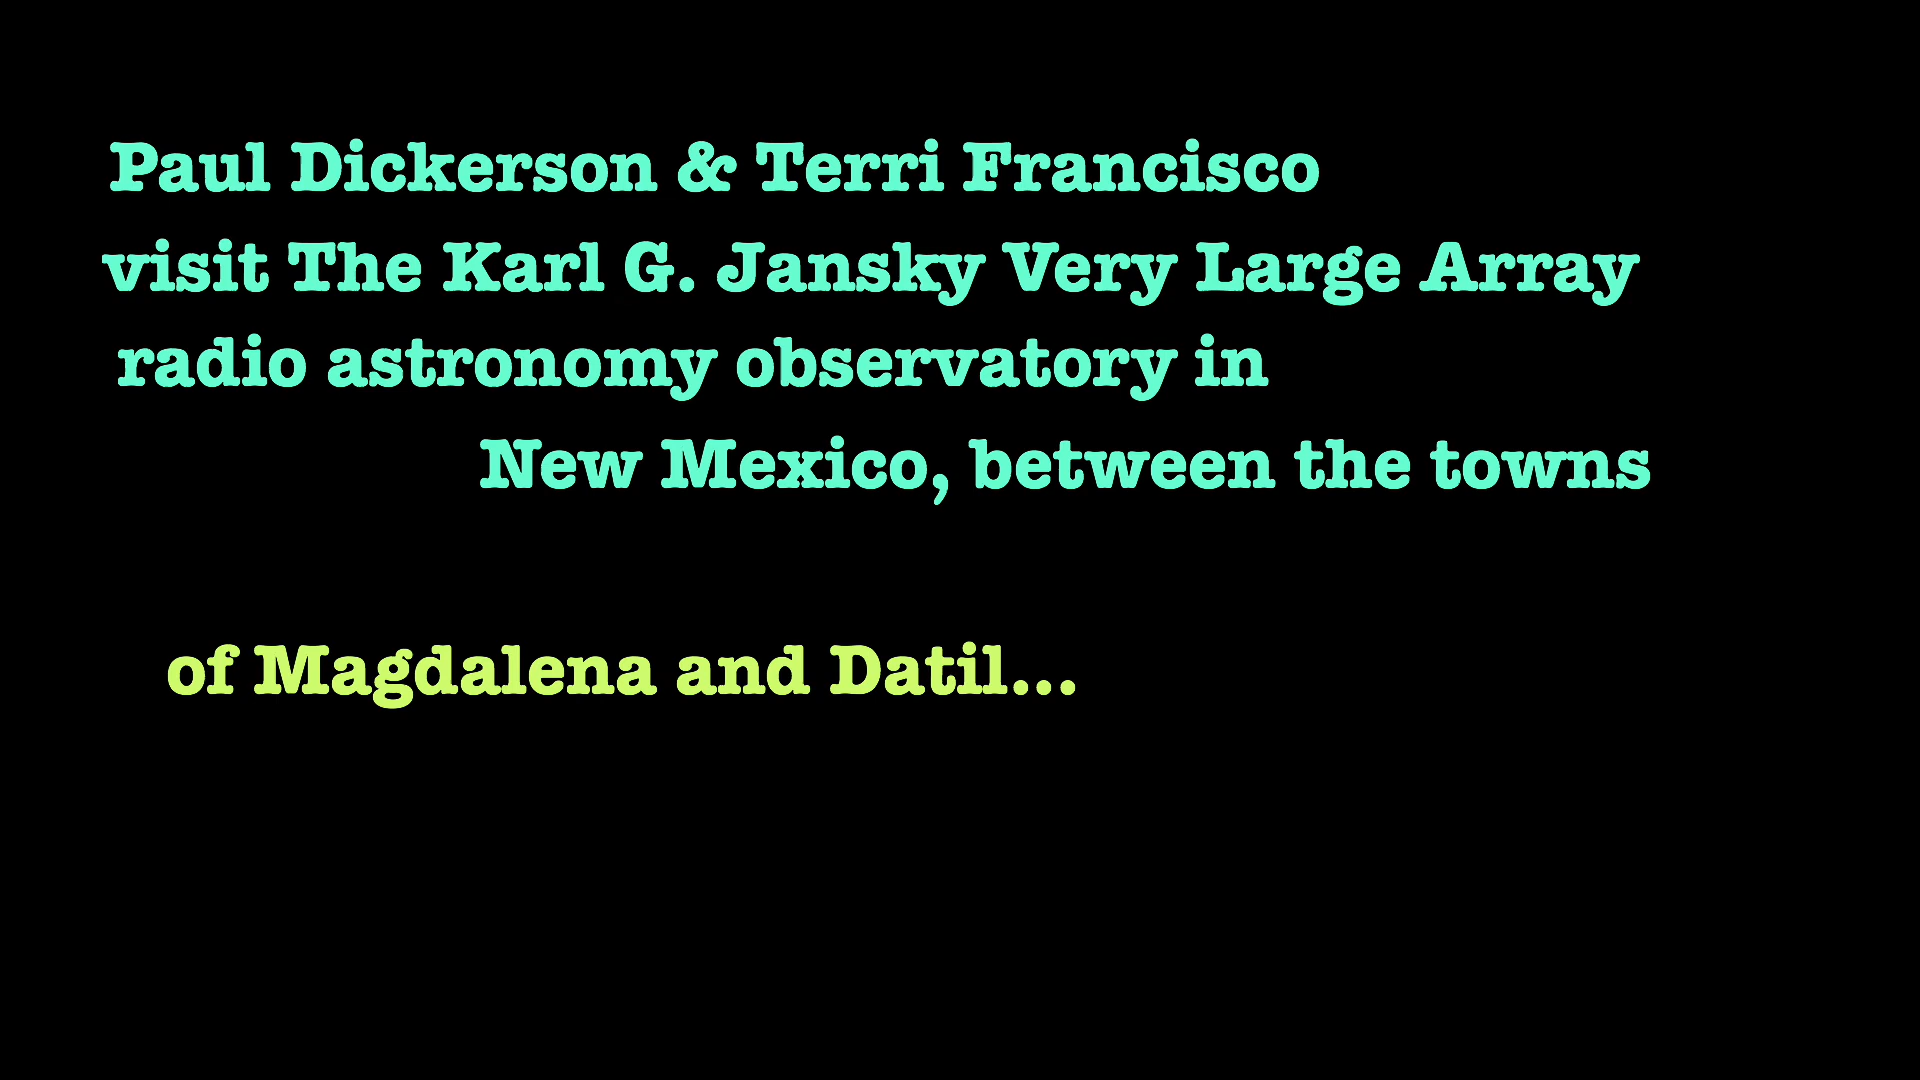 Paul Dickerson & Terri Francisco
visit The Karl G. Jansky Very Large Array
radio astronomy observatory in
New Mexico, between the towns
of Magdalena and Datil...